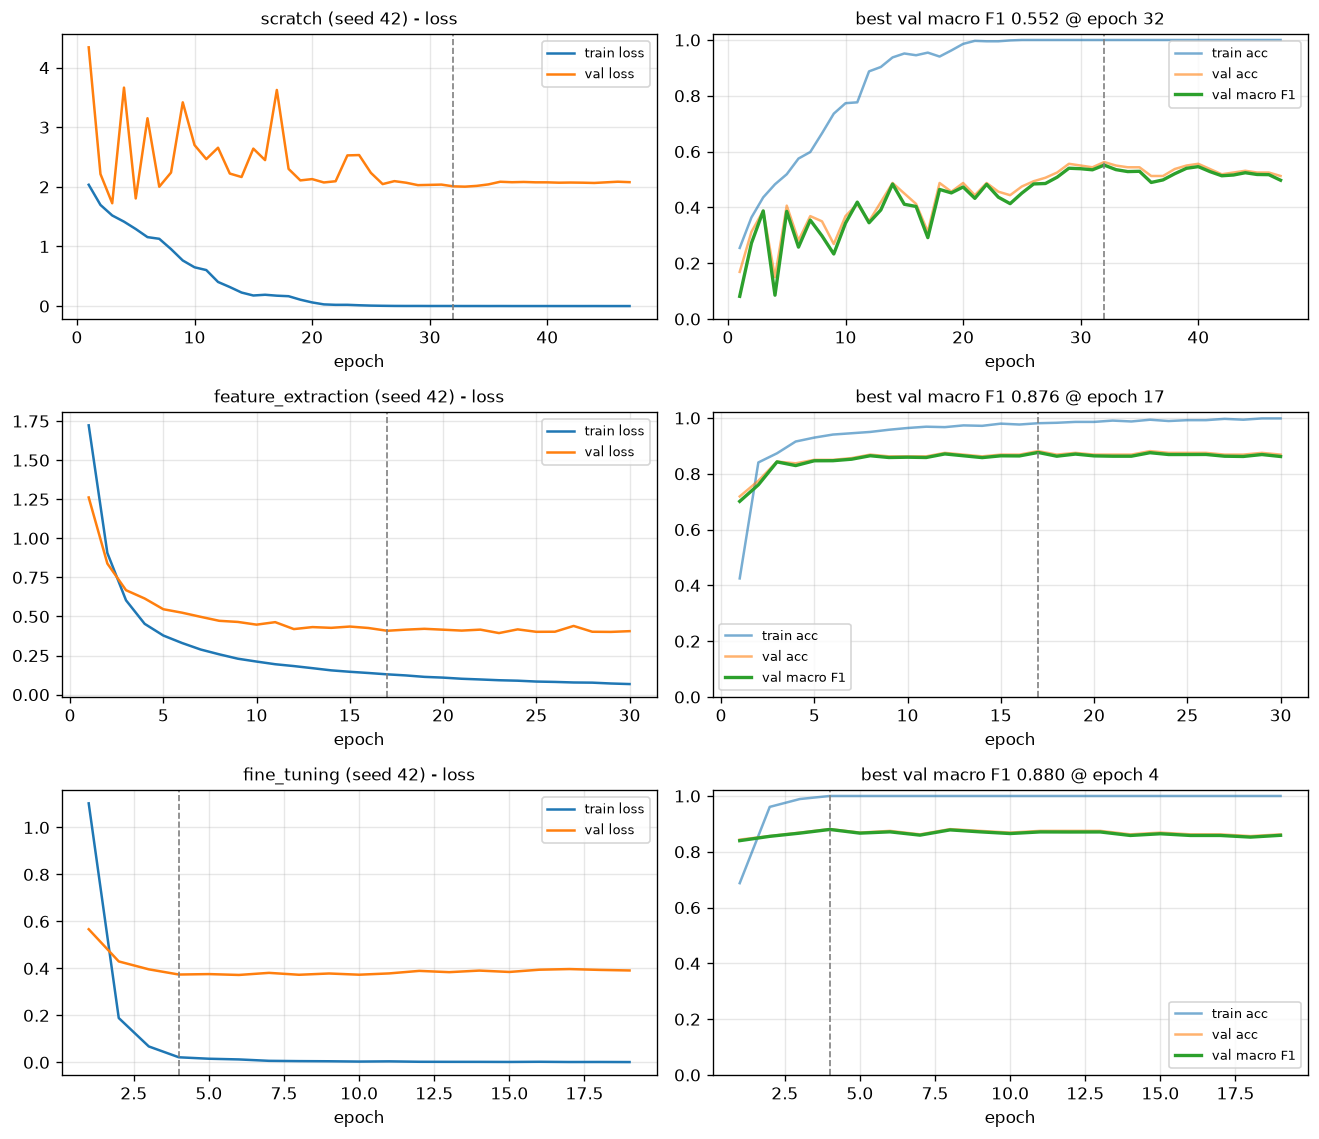 scratch (seed 42) - loss
train loss
val loss
4
3
2
1
0
0 10 20 30 40
epoch
best val macro F1 0.552 @ epoch 32
train acc
val acc
val macro F1
1.0
0.8
0.6
0.4
0.2
0.0
0 10 20 30 40
epoch
feature_extraction (seed 42) - loss
train loss
val loss
1.75
1.50
1.25
1.00
0.75
0.50
0.25
0.00
0 5 10 15 20 25 30
epoch
best val macro F1 0.876 @ epoch 17
1.0
0.8
0.6
0.4
0.2
0.0
train acc
val acc
val macro F1
0 5 10 15 20 25 30
epoch
fine_tuning (seed 42) - loss
train loss
val loss
1.0
0.8
0.6
0.4
0.2
0.0
2.5 5.0 7.5 10.0 12.5 15.0 17.5
epoch
best val macro F1 0.880 @ epoch 4
1.0
0.8
0.6
0.4
0.2
0.0
train acc
val acc
val macro F1
2.5 5.0 7.5 10.0 12.5 15.0 17.5
epoch